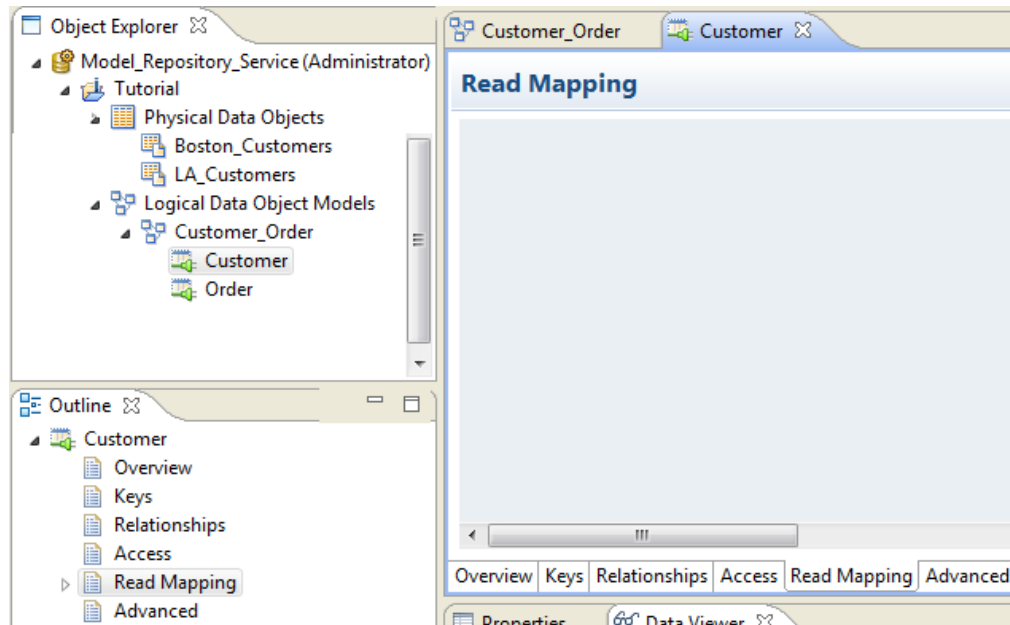 Object Explorer
Model_Repository_Service (Administrator)
Tutorial
Physical Data Objects
Boston_Customers
LA_Customers
Logical Data Object Models
Customer_Order
Customer
Order
Outline
Customer
Overview
Keys
Relationships
Access
Read Mapping
Advanced
Customer_Order Customer
Read Mapping
Overview Keys Relationships Access Read Mapping Advanced
Properties Data Viewer